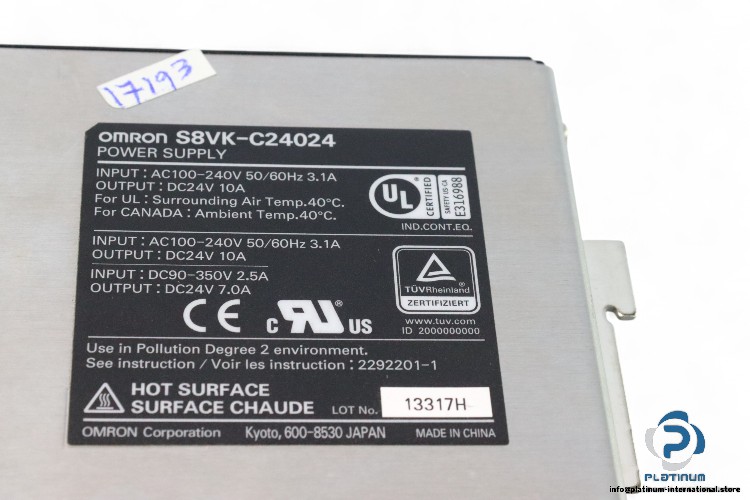 17193
omron S8VK-C24024
POWER SUPPLY
INPUT : AC100-240V 50/60Hz 3.1A
OUTPUT : DC24V 10A
For UL : Surrounding Air Temp.40°C.
For CANADA : Ambient Temp.40°C.
UL CERTIFIED
SAFETY US-CA
E316988
IND.CONT.EQ.
INPUT : AC100-240V 50/60Hz 3.1A
OUTPUT : DC24V 10A
INPUT : DC90-350V 2.5A
OUTPUT : DC24V 7.0A
TÜVRheinland
ZERTIFIZIERT
www.tuv.com
ID 2000000000
CE c RU® US
Use in Pollution Degree 2 environment.
See instruction / Voir les instruction : 2292201-1
HOT SURFACE
SURFACE CHAUDE
LOT No. 13317H
OMRON Corporation Kyoto, 600-8530 JAPAN MADE IN CHINA
PLATINUM
info@platinum-international.store